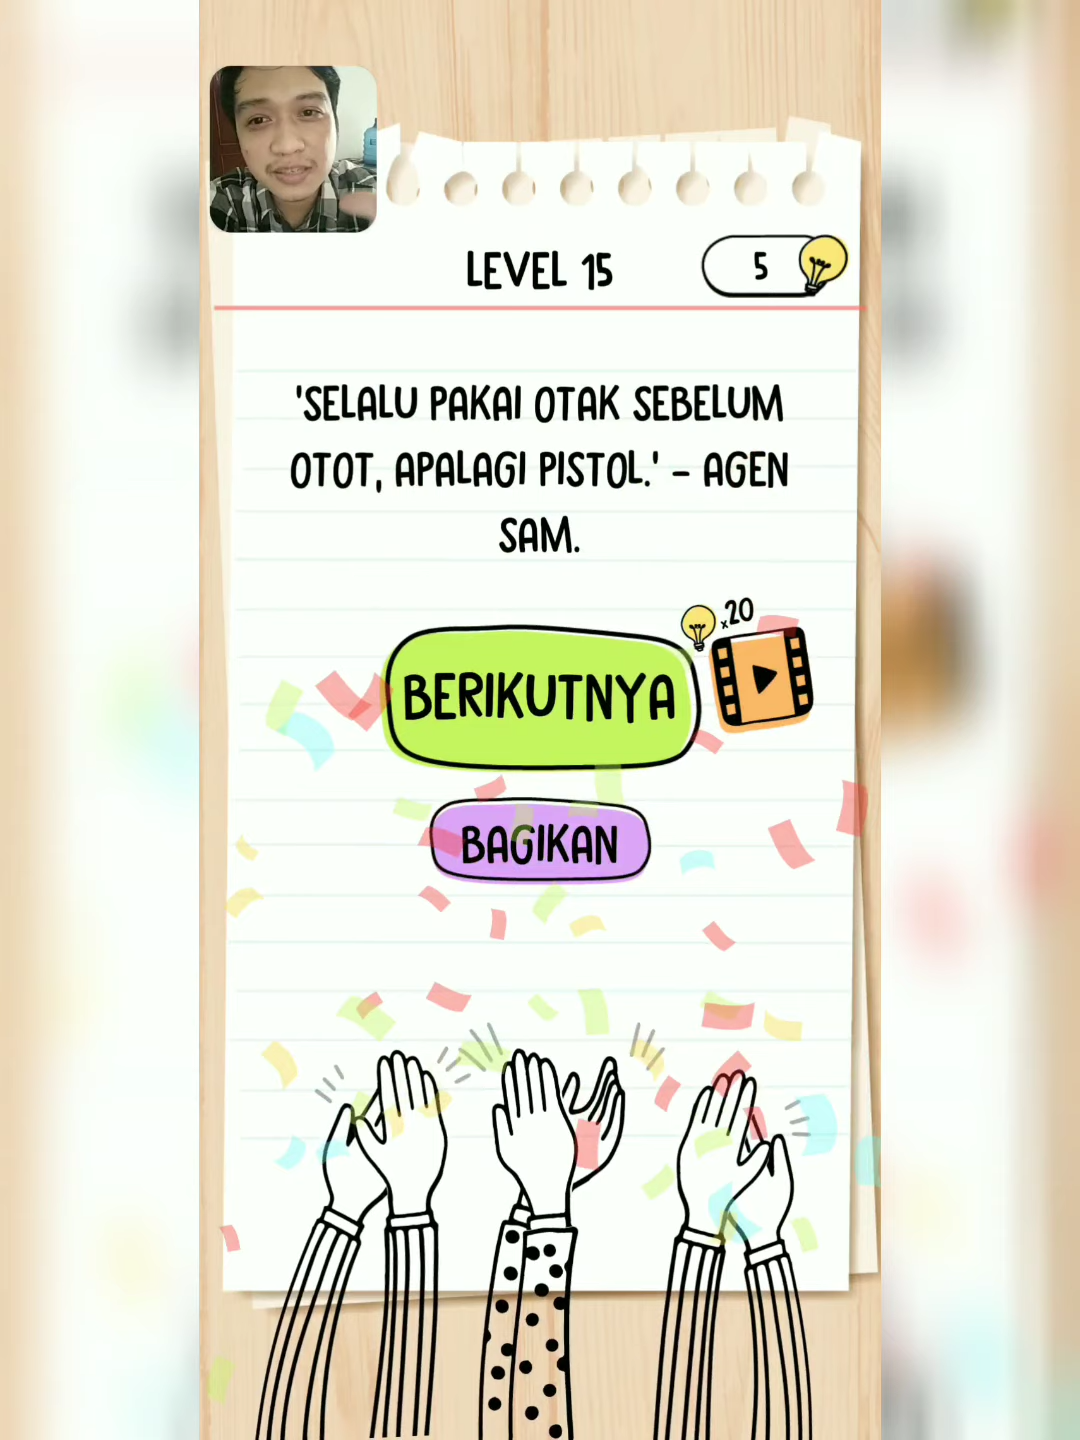 LEVEL 15
5
'SELALU PAKAI OTAK SEBELUM
OTOT, APALAGI PISTOL.' - AGEN
SAM.
x20
BERIKUTNYA
BAGIKAN